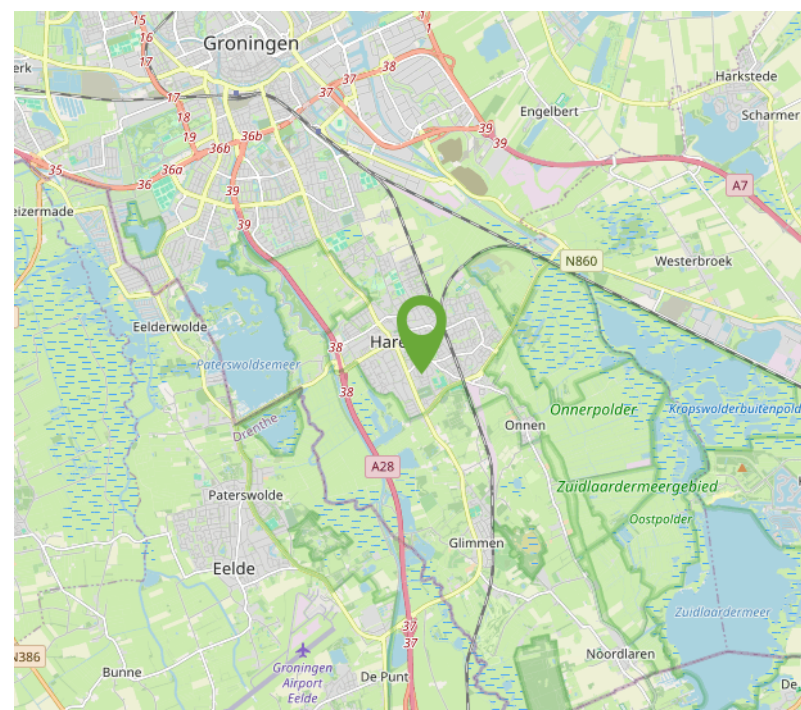 15
16
17
1
Groningen
38
37
erk
37
17
18
19
36b
36b
39
39
Engelbert
Harkstede
Scharmer
35
36a
36
39
39
A7
eizermade
N860
Westerbroek
Eelderwolde
Paterswoldsemeer
38
Hare
38
Drenthe
Onnerpolder
Kropswolderbuitenpold
Onnen
A28
Paterswolde
Zuidlaardermeergebied
Oostpolder
Glimmen
Eelde
Zuidlaardermeer
37
37
N386
Bunne
Groningen
Airport
Eelde
De Punt
Noordlaren
De